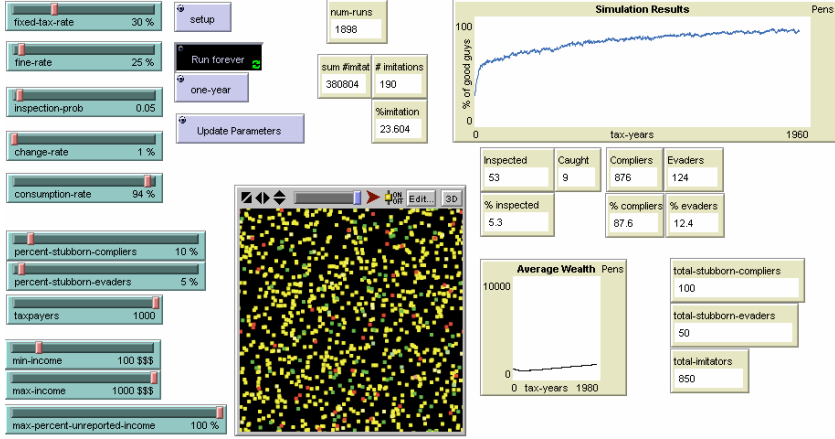 fixed-tax-rate 30 %
fine-rate 25 %
inspection-prob 0.05
change-rate 1 %
consumption-rate 94 %
percent-stubborn-compliers 10 %
percent-stubborn-evaders 5 %
taxpayers 1000
min-income 100 $$$
max-income 1000 $$$
max-percent-unreported-income 100 %
setup
Run forever
one-year
Update Parameters
num-runs
1898
sum #imitat # imitations
380804 190
%imitation
23.604
Simulation Results Pens
% of good guys
100
0
0 tax-years 1960
Inspected Caught Compliers Evaders
53 9 876 124
% inspected % compliers % evaders
5.3 87.6 12.4
ON
OFF
Edit... 3D
Average Wealth Pens
10000
0
0 tax-years 1980
total-stubborn-compliers
100
total-stubborn-evaders
50
total-imitators
850